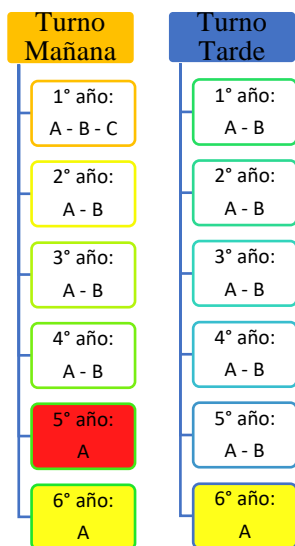 Turno
Mañana
1° año:
A - B - C
2° año:
A - B
3° año:
A - B
4° año:
A - B
5° año:
A
6° año:
A
Turno
Tarde
1° año:
A - B
2° año:
A - B
3° año:
A - B
4° año:
A - B
5° año:
A - B
6° año:
A